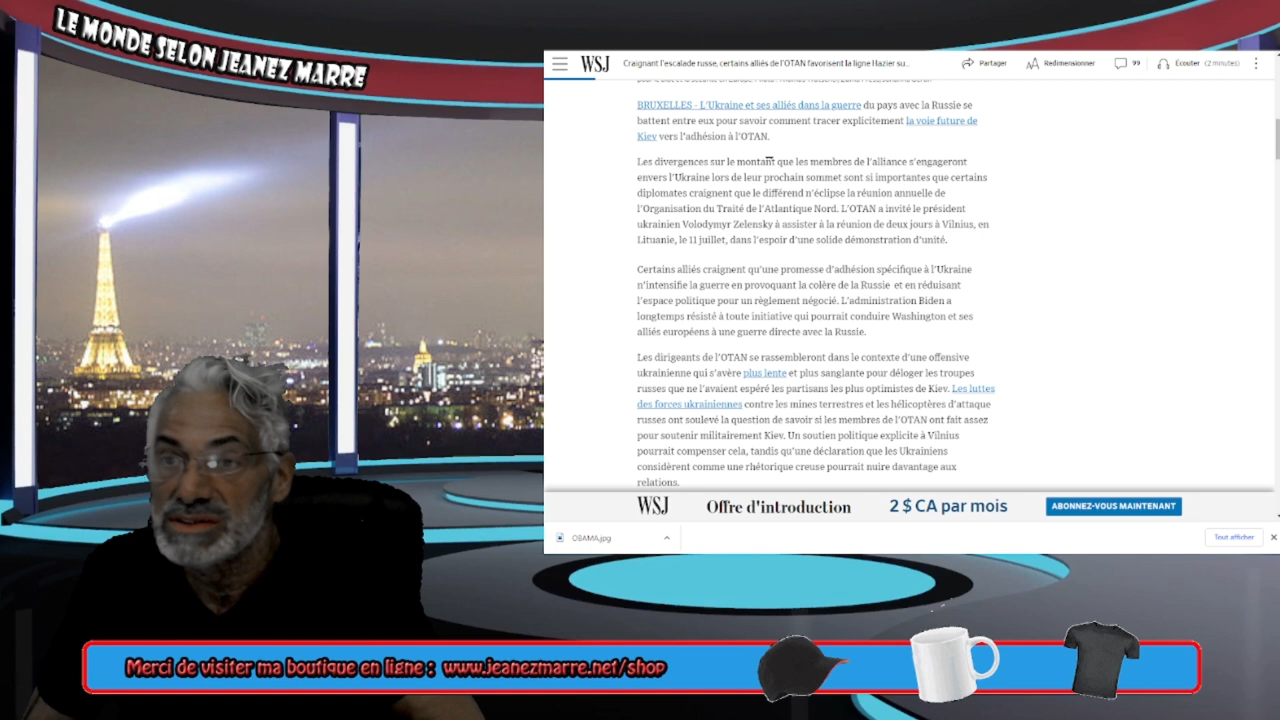 LE MONDE SELON JEANEZ MARRE
WSJ Craignant l'escalade russe, certains alliés de l'OTAN favorisent la ligne Hazier su.. Partager Redimensionner 99 Écouter (2 minutes)
BRUXELLES - L'Ukraine et ses alliés dans la guerre du pays avec la Russie se
battent entre eux pour savoir comment tracer explicitement la voie future de
Kiev vers l'adhésion à l'OTAN.
Les divergences sur le montant que les membres de l'alliance s'engageront
envers l'Ukraine lors de leur prochain sommet sont si importantes que certains
diplomates craignent que le différend n'éclipse la réunion annuelle de
l'Organisation du Traité de l'Atlantique Nord. L'OTAN a invité le président
ukrainien Volodymyr Zelensky à assister à la réunion de deux jours à Vilnius, en
Lituanie, le 11 juillet, dans l'espoir d'une solide démonstration d'unité.
Certains alliés craignent qu'une promesse d'adhésion spécifique à l'Ukraine
n'intensifie la guerre en provoquant la colère de la Russie et en réduisant
l'espace politique pour un règlement négocié. L'administration Biden a
longtemps résisté à toute initiative qui pourrait conduire Washington et ses
alliés européens à une guerre directe avec la Russie.
Les dirigeants de l'OTAN se rassembleront dans le contexte d'une offensive
ukrainienne qui s'avère plus lente et plus sanglante pour déloger les troupes
russes que ne l'avaient espéré les partisans les plus optimistes de Kiev. Les luttes
des forces ukrainiennes contre les mines terrestres et les hélicoptères d'attaque
russes ont soulevé la question de savoir si les membres de l'OTAN ont fait assez
pour soutenir militairement Kiev. Un soutien politique explicite à Vilnius
pourrait compenser cela, tandis qu'une déclaration que les Ukrainiens
considèrent comme une rhétorique creuse pourrait nuire davantage aux
relations.
WSJ Offre d'introduction 2 $ CA par mois ABONNEZ-VOUS MAINTENANT
OBAMA.jpg Tout afficher
Merci de visiter ma boutique en ligne : www.jeanezmarre.net/shop